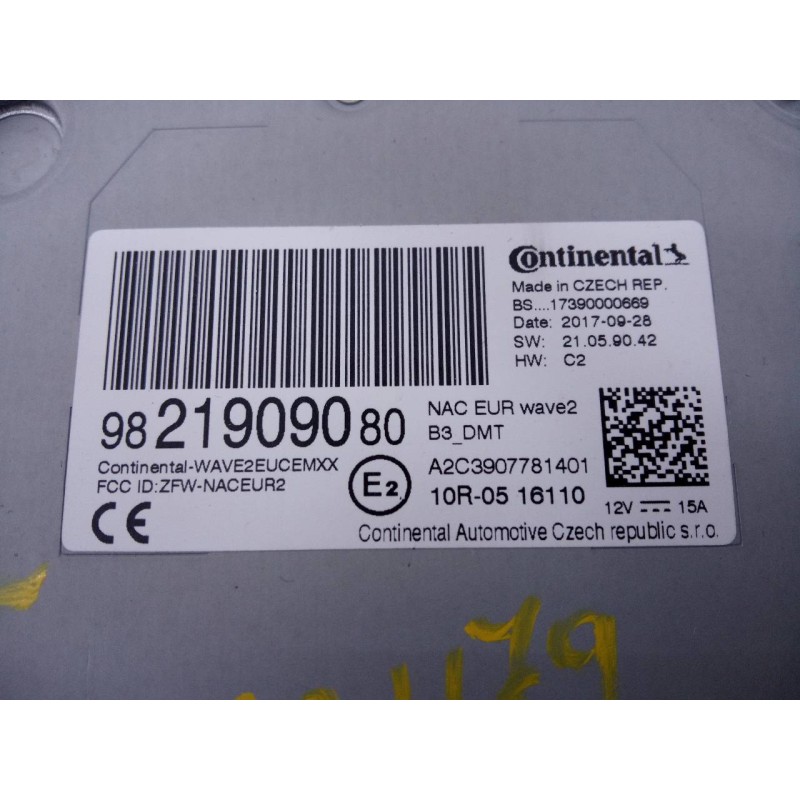 Continental
Made in CZECH REP.
BS....17390000669
Date: 2017-09-28
SW: 21.05.90.42
HW: C2
98 219090 80
NAC EUR wave2
B3_DMT
Continental-WAVE2EUCEMXX
FCC ID:ZFW-NACEUR2
E2
A2C3907781401
10R-05 16110
12V 15A
CE
Continental Automotive Czech republic s.r.o.